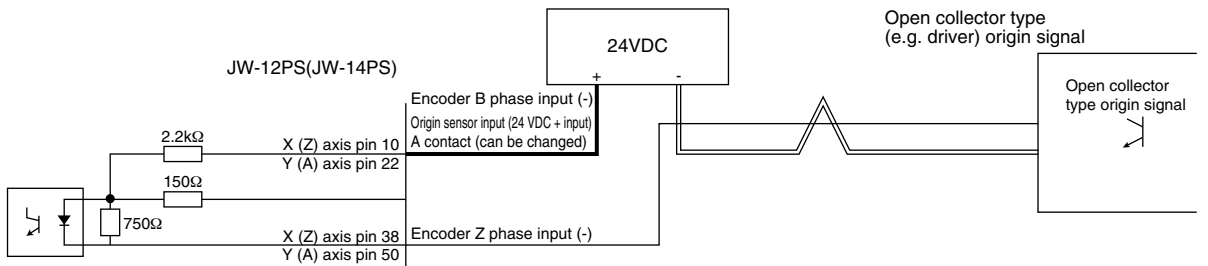 Open collector type
(e.g. driver) origin signal
24VDC
+
-
JW-12PS(JW-14PS)
Open collector
type origin signal
Encoder B phase input (-)
Origin sensor input (24 VDC + input)
A contact (can be changed)
2.2kΩ
X (Z) axis pin 10
Y (A) axis pin 22
150Ω
750Ω
X (Z) axis pin 38
Y (A) axis pin 50
Encoder Z phase input (-)